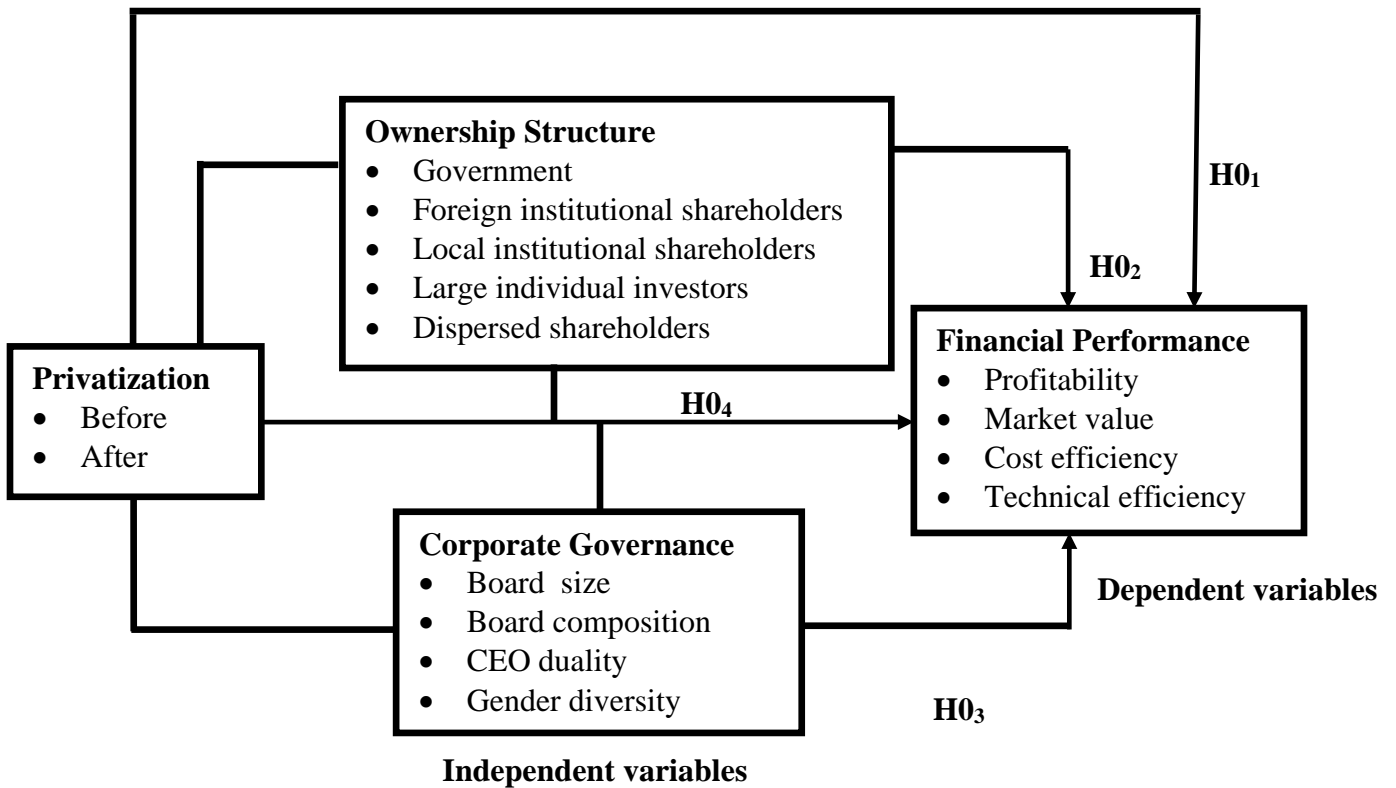 Ownership Structure
• Government
• Foreign institutional shareholders
• Local institutional shareholders
• Large individual investors
• Dispersed shareholders
H0₁
H0₂
Privatization
• Before
• After
H0₄
Financial Performance
• Profitability
• Market value
• Cost efficiency
• Technical efficiency
Corporate Governance
• Board size
• Board composition
• CEO duality
• Gender diversity
Dependent variables
H0₃
Independent variables